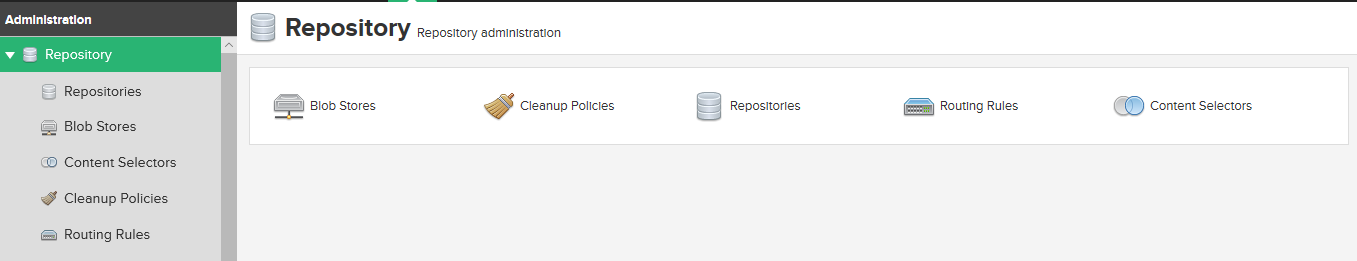 Administration
Repository
Repositories
Blob Stores
Content Selectors
Cleanup Policies
Routing Rules
Repository Repository administration
Blob Stores Cleanup Policies Repositories Routing Rules Content Selectors